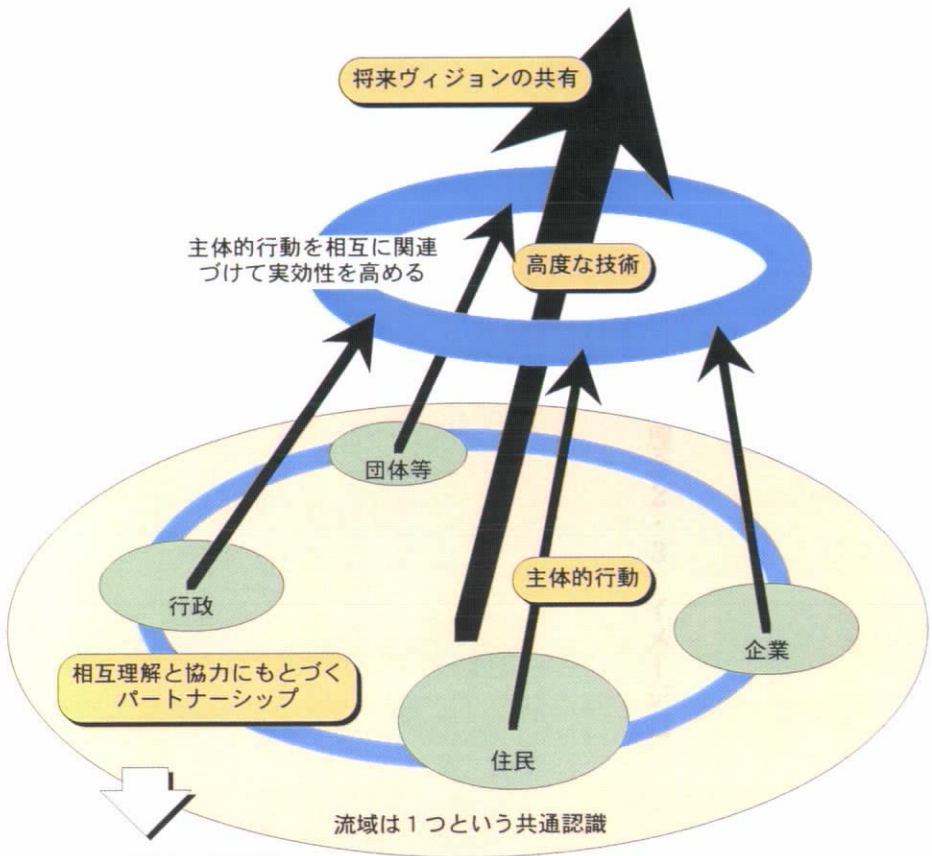 将来ヴィジョンの共有
主体的行動を相互に関連
づけて実効性を高める
高度な技術
団体等
行政
主体的行動
企業
相互理解と協力にもとづく
パートナーシップ
住民
流域は１つという共通認識